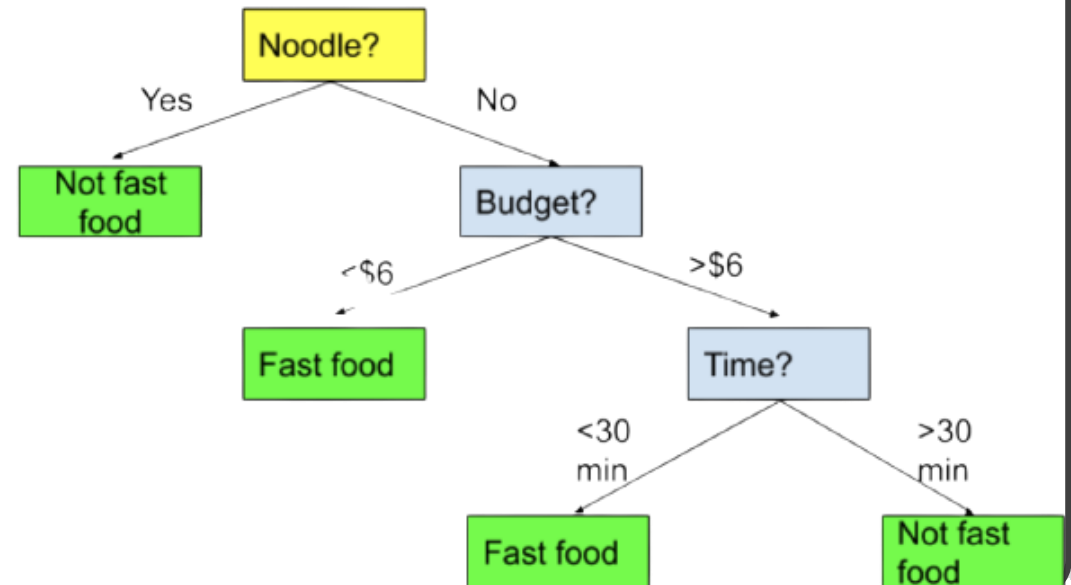 Noodle?
Yes
No
Not fast
food
Budget?
<$6
>$6
Fast food
Time?
<30
min
>30
min
Fast food
Not fast
food